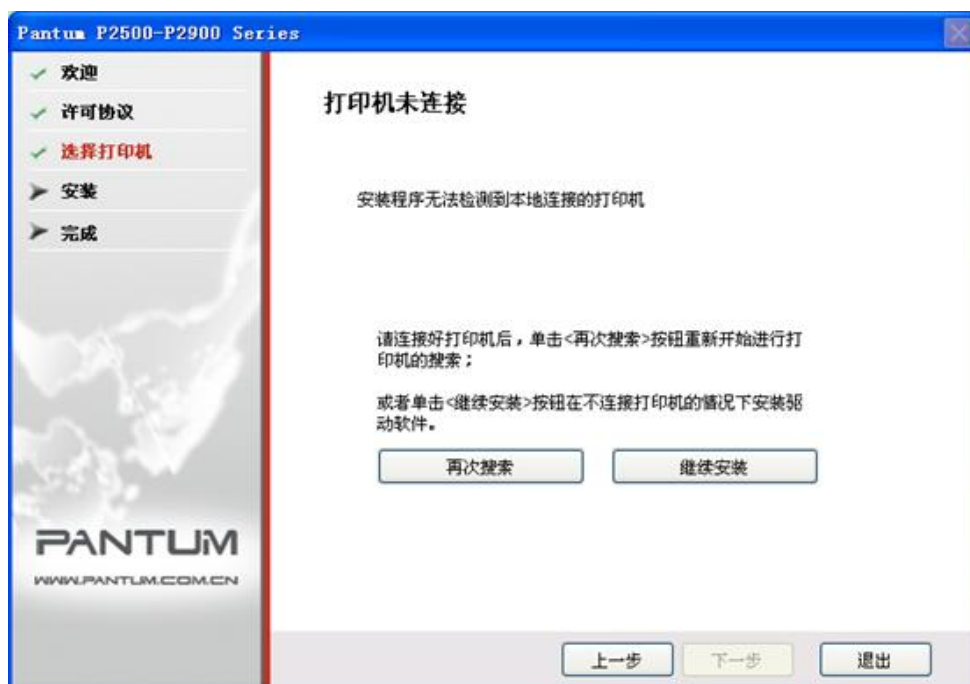 Pantum P2500-P2900 Series
欢迎
许可协议
选择打印机
安装
完成
打印机未连接
安装程序无法检测到本地连接的打印机
请连接好打印机后，单击<再次搜索>按钮重新开始进行打
印机的搜索；
或者单击<继续安装>按钮在不连接打印机的情况下安装驱
动软件。
再次搜索
继续安装
PANTUM
WWW.PANTUM.COM.CN
上一步
下一步
退出